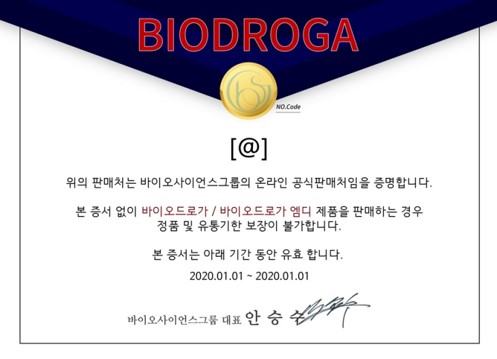 BIODROGA
NO.Code
[@]
위의 판매처는 바이오사이언스그룹의 온라인 공식판매처임을 증명합니다.
본 증서 없이 바이오드로가 / 바이오드로가 엠디 제품을 판매하는 경우
정품 및 유통기한 보장이 불가합니다.
본 증서는 아래 기간 동안 유효 합니다.
2020.01.01 ~ 2020.01.01
바이오사이언스그룹 대표 안 승 숙